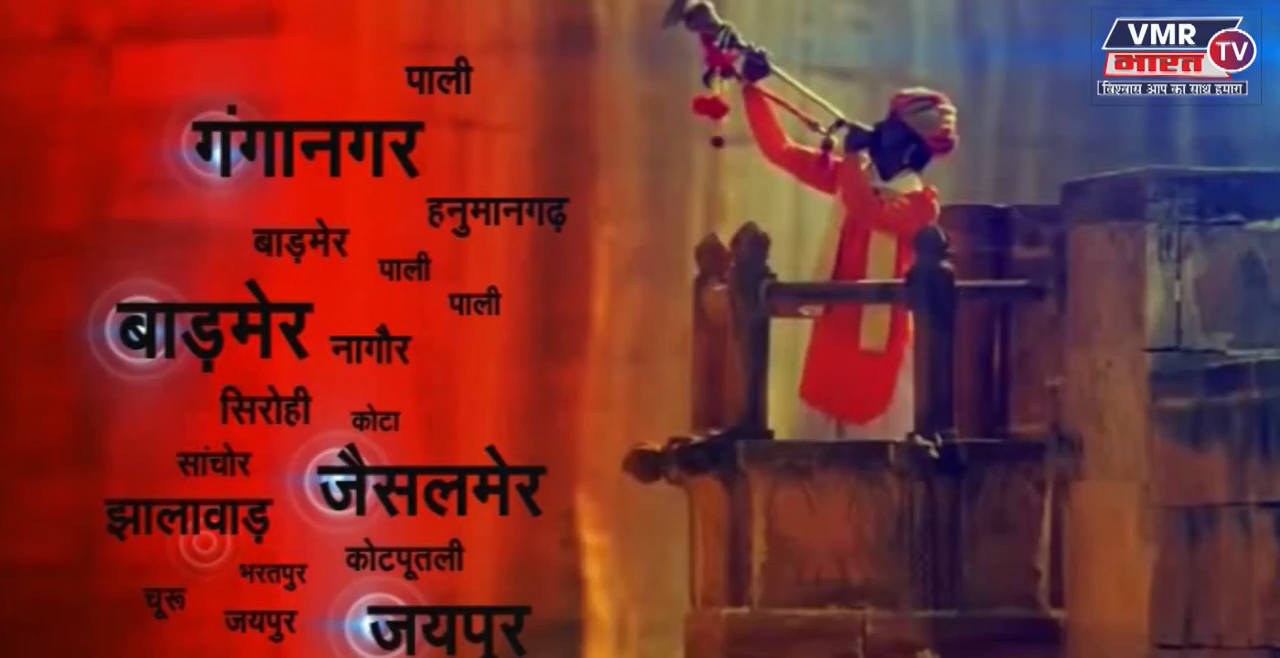 पाली
गंगानगर
हनुमानगढ़
बाड़मेर
पाली
पाली
बाड़मेर
नागौर
सिरोही
कोटा
सांचोर
जैसलमेर
झालावाड़
कोटपूतली
भरतपुर
चूरू
जयपुर
जयपुर
VMR
भारत
TV
विश्वास आप का साथ हमारा